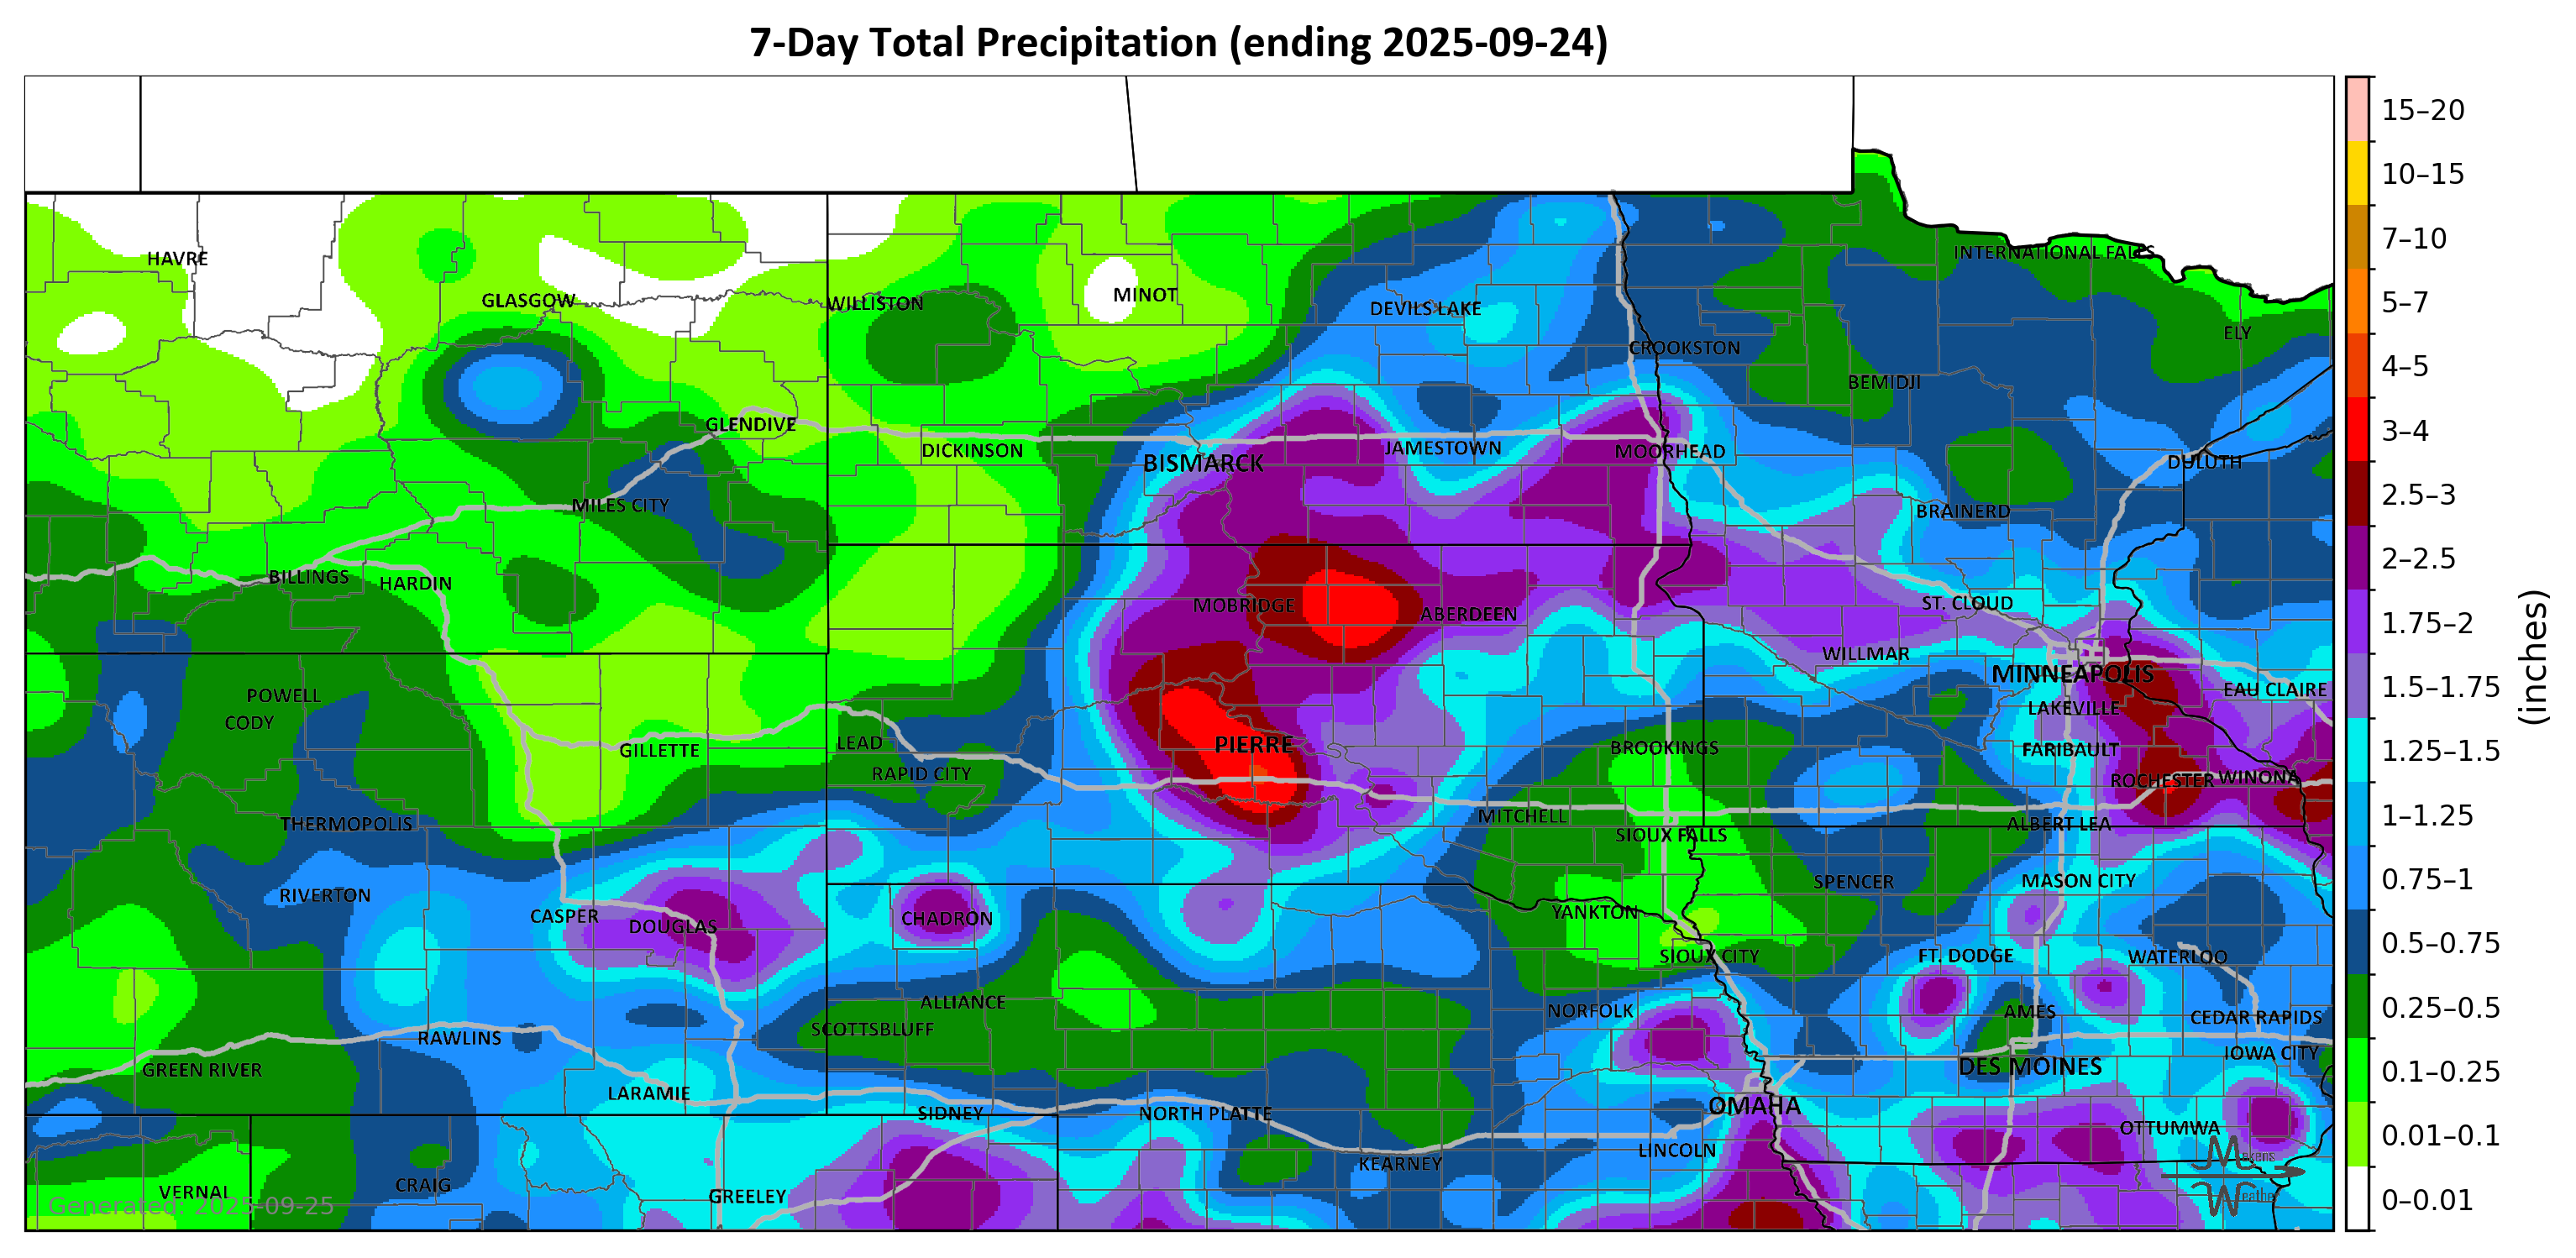 7-Day Total Precipitation (ending 2025-09-24)
15–20
10–15
7–10
5–7
4–5
3–4
2.5–3
2–2.5
1.75–2
1.5–1.75
1.25–1.5
1–1.25
0.75–1
0.5–0.75
0.25–0.5
0.1–0.25
0.01–0.1
0–0.01
(inches)
HAVRE
INTERNATIONAL FALLS
GLASGOW
WILLISTON
MINOT
DEVILS LAKE
ELY
CROOKSTON
BEMIDJI
GLENDIVE
DICKINSON
BISMARCK
JAMESTOWN
MOORHEAD
DULUTH
MILES CITY
BRAINERD
BILLINGS
HARDIN
MOBRIDGE
ABERDEEN
ST. CLOUD
WILLMAR
MINNEAPOLIS
EAU CLAIRE
POWELL
CODY
LAKEVILLE
GILLETTE
LEAD
PIERRE
BROOKINGS
FARIBAULT
RAPID CITY
ROCHESTER
WINONA
THERMOPOLIS
MITCHELL
SIOUX FALLS
ALBERT LEA
RIVERTON
SPENCER
MASON CITY
CASPER
DOUGLAS
CHADRON
YANKTON
SIOUX CITY
FT. DODGE
WATERLOO
ALLIANCE
NORFOLK
AMES
CEDAR RAPIDS
SCOTTSBLUFF
RAWLINS
GREEN RIVER
IOWA CITY
DES MOINES
LARAMIE
SIDNEY
NORTH PLATTE
OMAHA
OTTUMWA
LINCOLN
KEARNEY
VERNAL
CRAIG
GREELEY
Generated: 2025-09-25
Makens
Weather